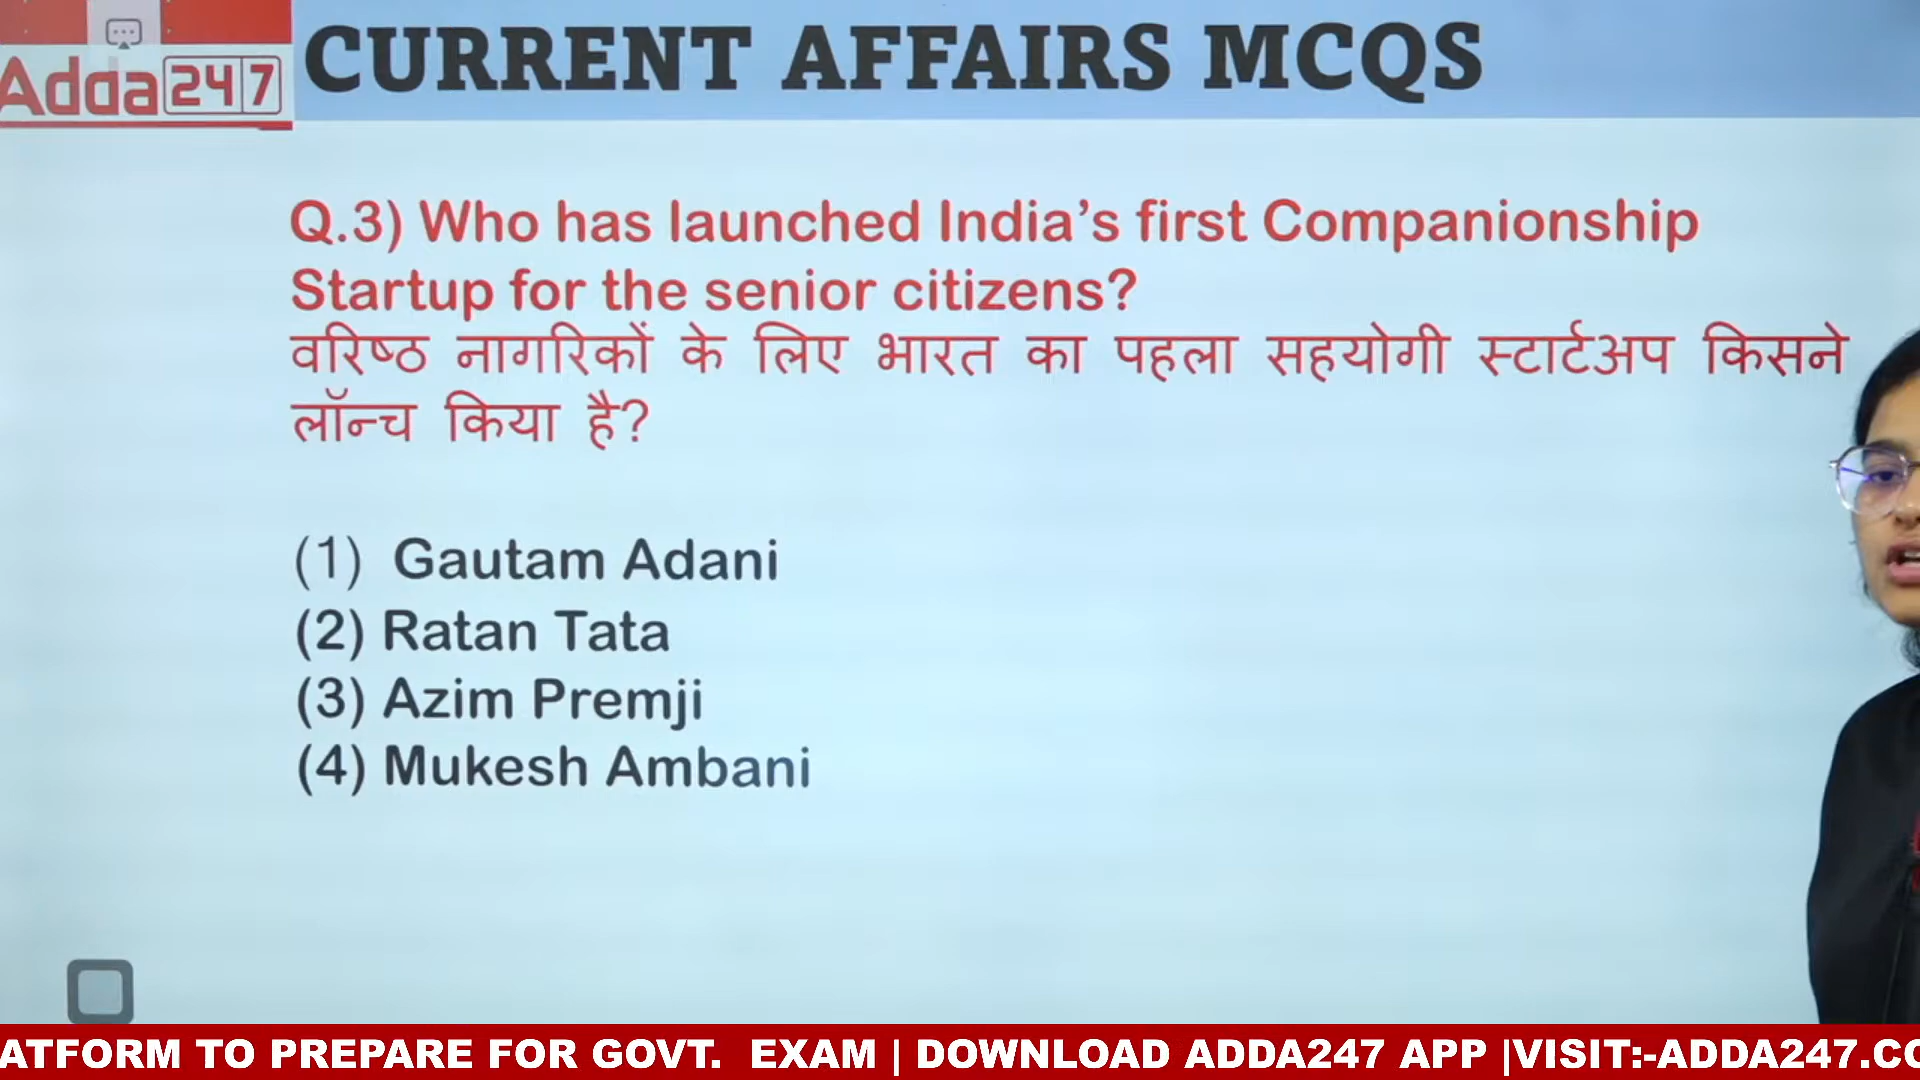 Adda247
CURRENT AFFAIRS MCQS
Q.3) Who has launched India’s first Companionship
Startup for the senior citizens?
वरिष्ठ नागरिकों के लिए भारत का पहला सहयोगी स्टार्टअप किसने
लॉन्च किया है?
(1) Gautam Adani
(2) Ratan Tata
(3) Azim Premji
(4) Mukesh Ambani
ATFORM TO PREPARE FOR GOVT. EXAM | DOWNLOAD ADDA247 APP |VISIT:-ADDA247.CO